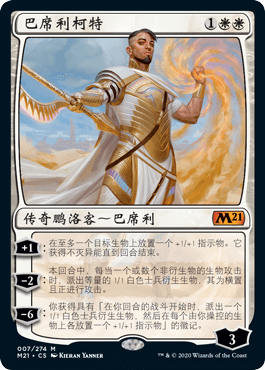 巴席利柯特 1
传奇鹏洛客～巴席利 M21
+1: 在至多一个目标生物上放置一个 +1/+1 指示物。它
获得不灭异能直到回合结束。
-2: 本回合中,每当一个或数个非衍生的生物攻击
时,派出等量的 1/1 白色士兵衍生生物,其为横置
且正进行攻击。
-6: 你获得具有「在你回合的战斗开始时,派出一个
1/1 白色士兵衍生生物,然后在每个由你操控的生
物上各放置一个 +1/+1 指示物」的徽记。
3
007/274 M
M21 • CS KIERAN YANNER
™ & © 2020 Wizards of the Coast